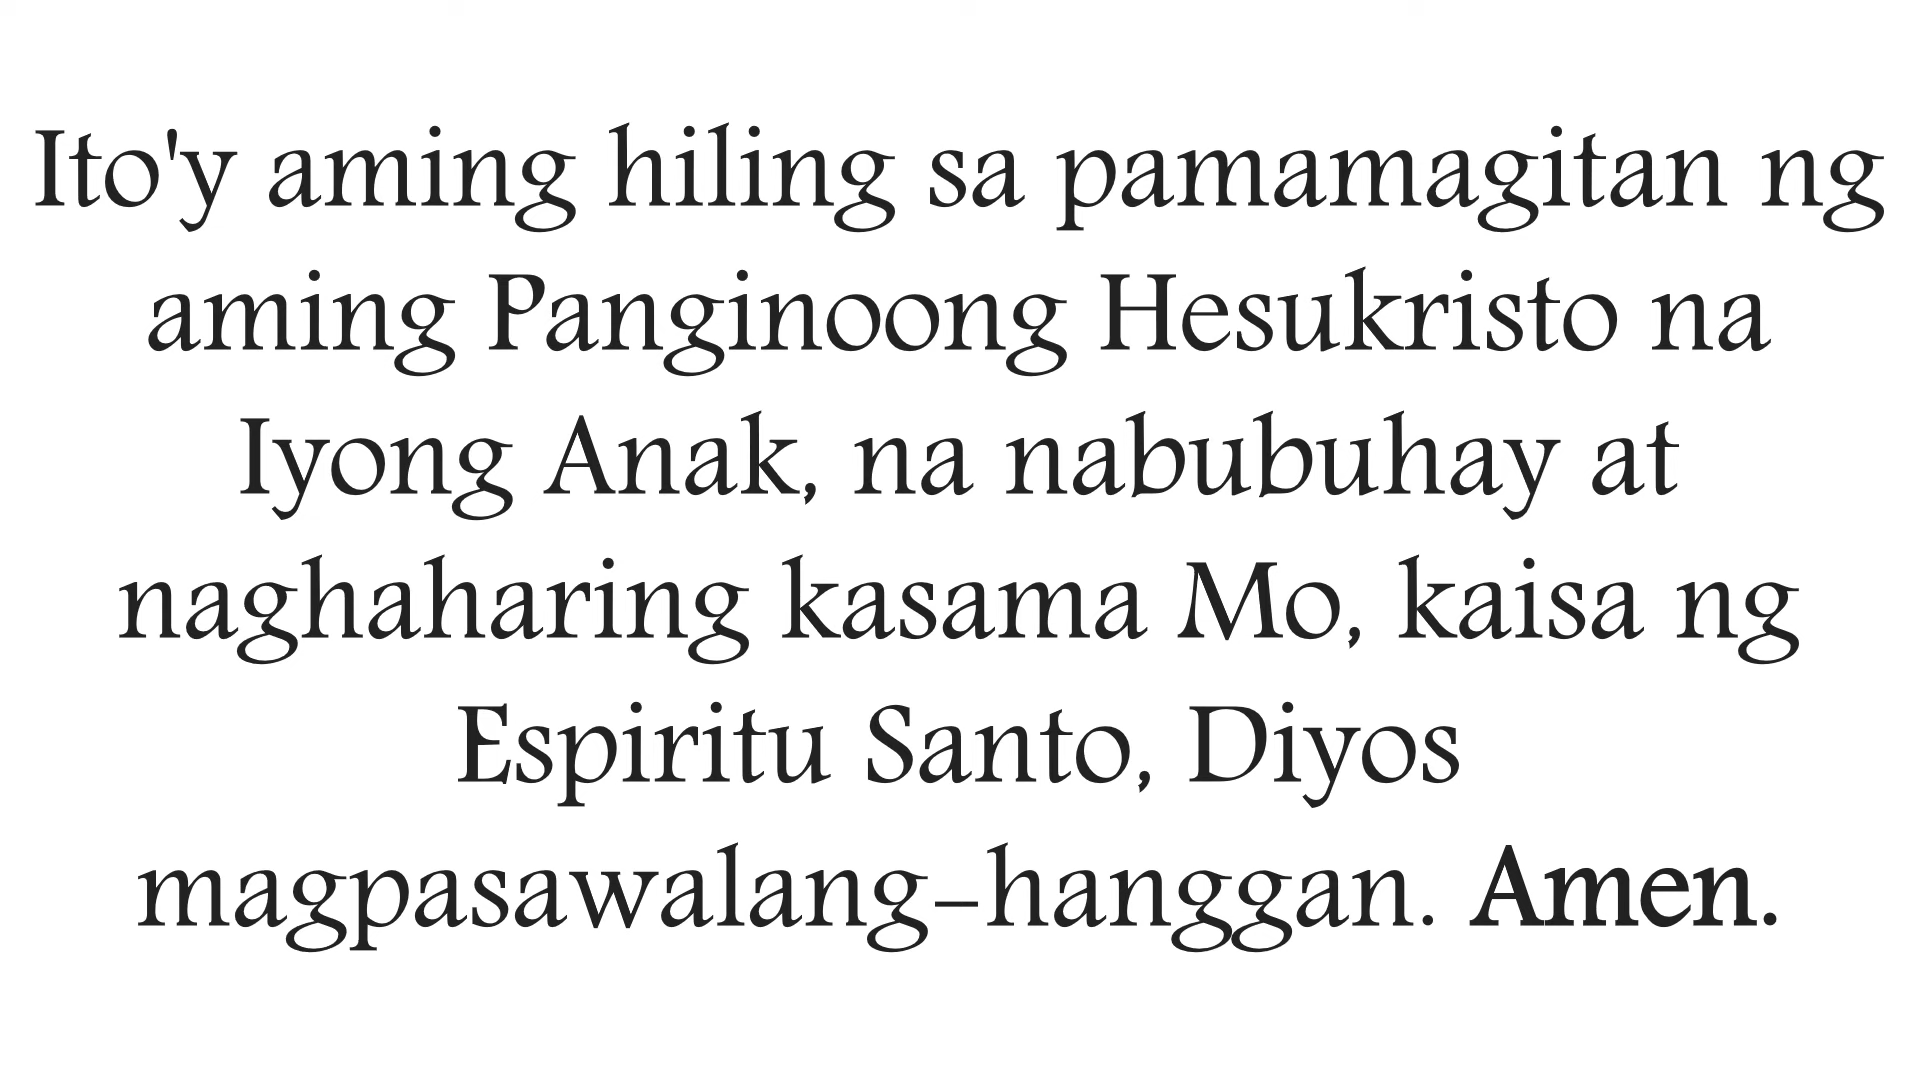 Ito'y aming hiling sa pamamagitan ng
aming Panginoong Hesukristo na
Iyong Anak, na nabubuhay at
naghaharing kasama Mo, kaisa ng
Espiritu Santo, Diyos
magpasawalang-hanggan. Amen.